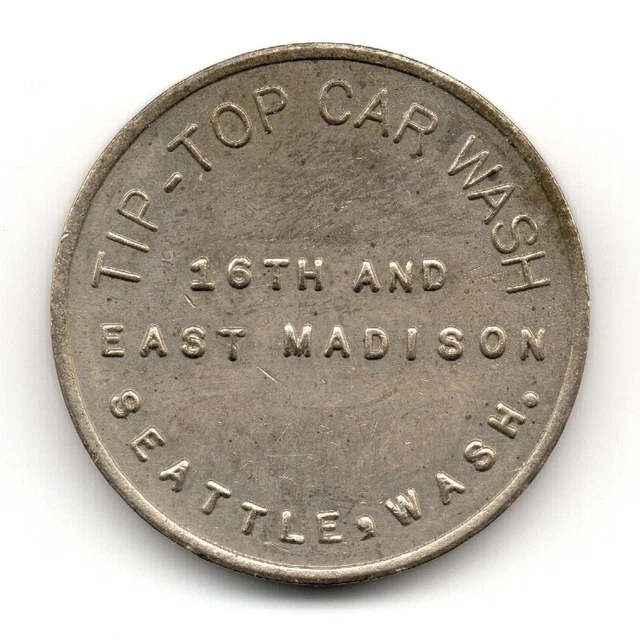 TIP-TOP CAR WASH
16TH AND
EAST MADISON
SEATTLE, WASH.